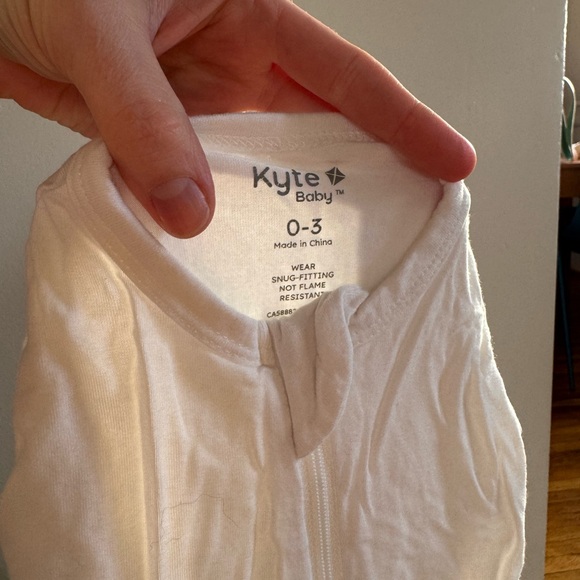 Kyte
Baby™
0-3
Made in China
WEAR
SNUG-FITTING
NOT FLAME
RESISTANT